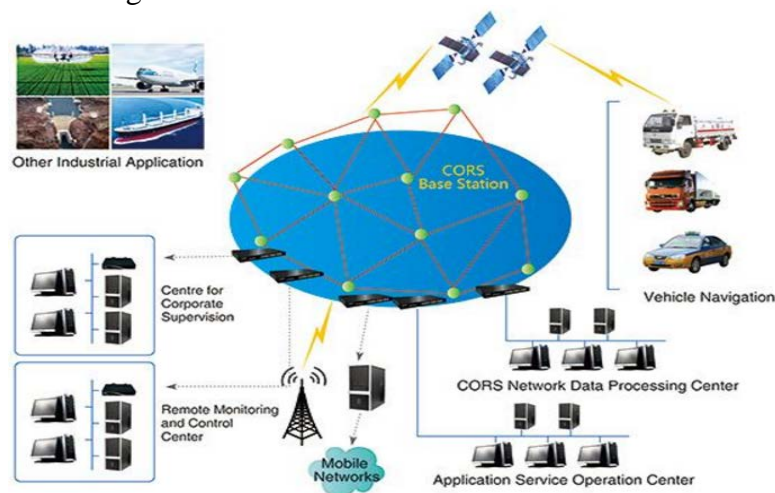 Other Industrial Application
CORS
Base Station
Vehicle Navigation
Centre for
Corporate
Supervision
CORS Network Data Processing Center
Remote Monitoring
and Control
Center
Mobile
Networks
Application Service Operation Center